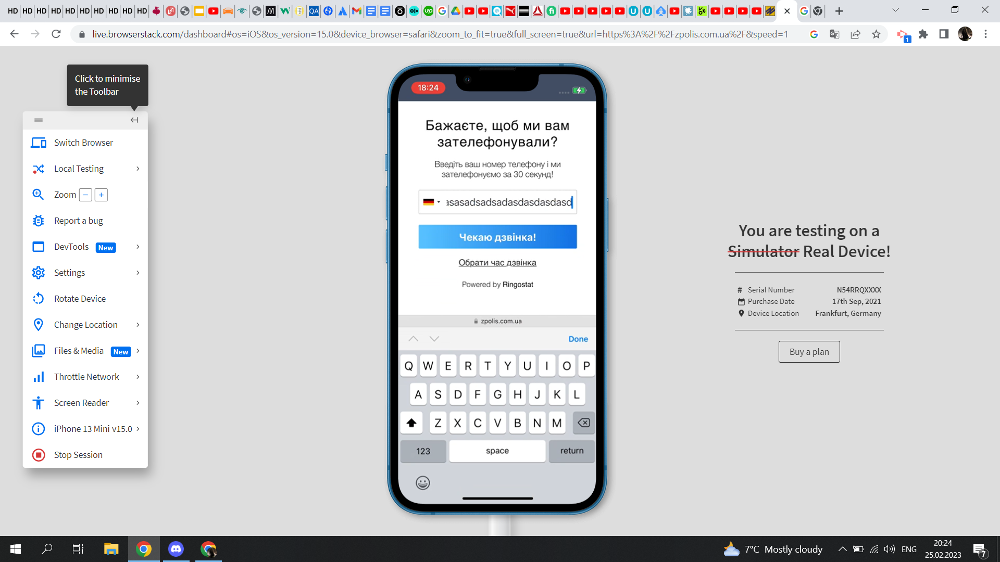 HD HD HD HD HD HD HD HD HD HD
live.browserstack.com/dashboard#os=iOS&os_version=15.0&device_browser=safari&zoom_to_fit=true&full_screen=true&url=https%3A%2F%2Fzpolis.com.ua%2F&speed=1
1
Click to minimise
the Toolbar
Switch Browser
Local Testing
Zoom − +
Report a bug
DevTools New
Settings
Rotate Device
Change Location
Files & Media New
Throttle Network
Screen Reader
iPhone 13 Mini v15.0
Stop Session
18:24
Бажаєте, щоб ми вам
зателефонували?
Введіть ваш номер телефону і ми
зателефонуємо за 30 секунд!
asasadsadsadasdasdasdasd
Чекаю дзвінка!
Обрати час дзвінка
Powered by Ringostat
zpolis.com.ua
Done
Q W E R T Y U I O P
A S D F G H J K L
Z X C V B N M
123 space return
You are testing on a
Simulator Real Device!
# Serial Number N54RRQXXXX
Purchase Date 17th Sep, 2021
Device Location Frankfurt, Germany
Buy a plan
7°C Mostly cloudy
ENG
20:24
25.02.2023
7